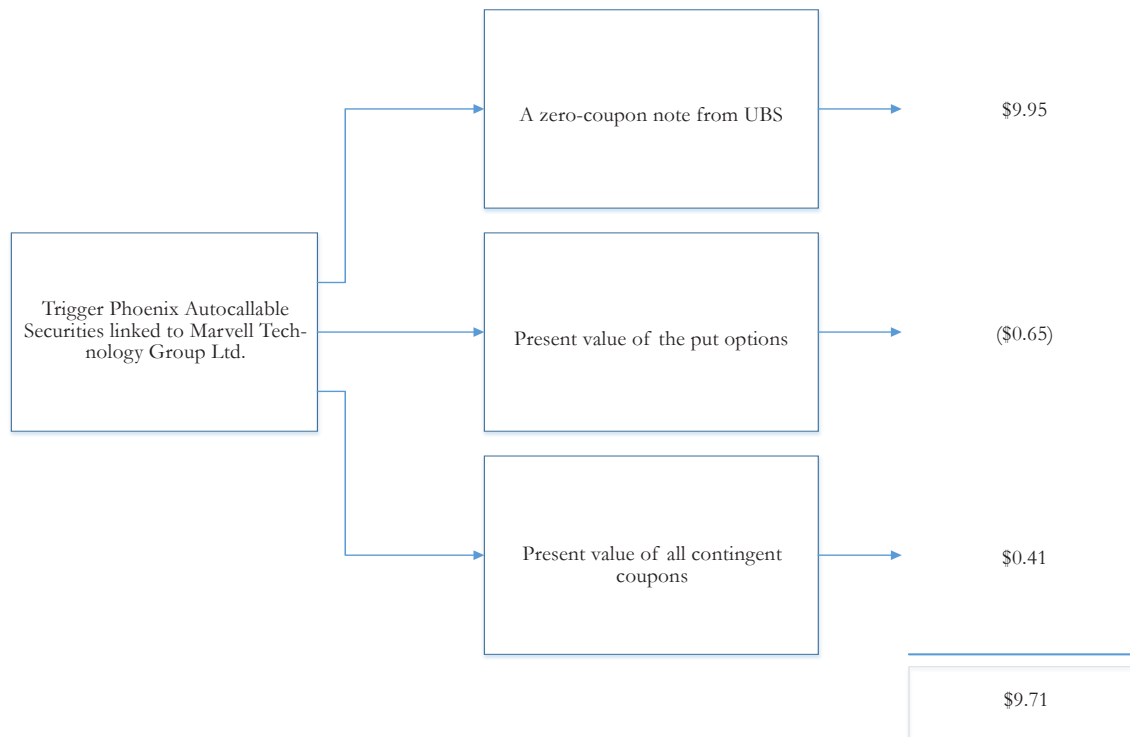 A zero-coupon note from UBS
$9.95
Trigger Phoenix Autocallable
Securities linked to Marvell Tech-
nology Group Ltd.
Present value of the put options
($0.65)
Present value of all contingent
coupons
$0.41
$9.71